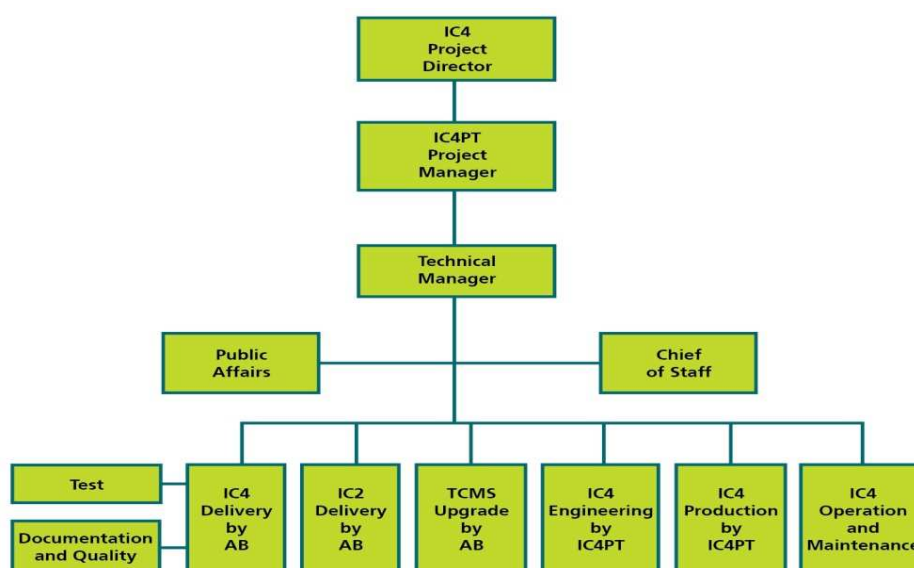 IC4
Project
Director
IC4PT
Project
Manager
Technical
Manager
Public
Affairs
Chief
of Staff
Test
Documentation
and Quality
IC4
Delivery
by
AB
IC2
Delivery
by
AB
TCMS
Upgrade
by
AB
IC4
Engineering
by
IC4PT
IC4
Production
by
IC4PT
IC4
Operation
and
Maintenance